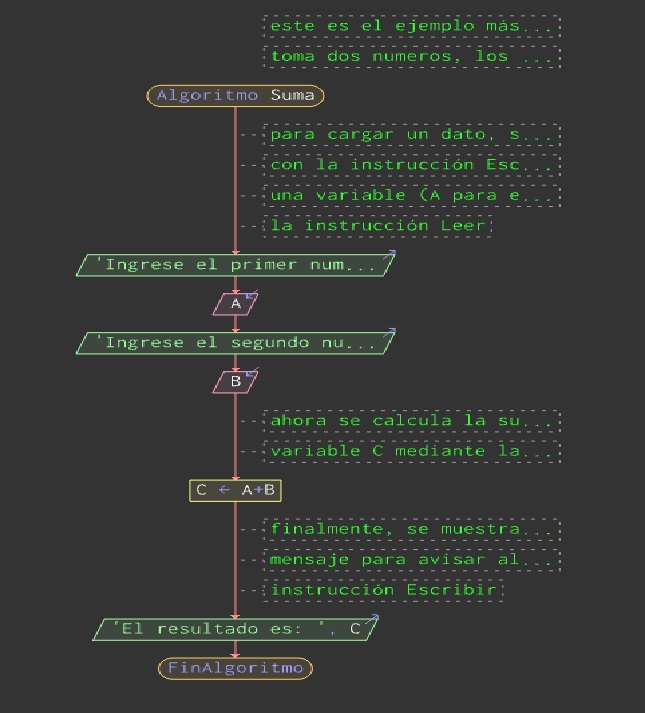 este es el ejemplo más...
toma dos numeros, los ...
Algoritmo Suma
para cargar un dato, s...
con la instrucción Esc...
una variable (A para e...
la instrucción Leer
'Ingrese el primer num...
A
'Ingrese el segundo nu...
B
ahora se calcula la su...
variable C mediante la...
C ← A+B
finalmente, se muestra...
mensaje para avisar al...
instrucción Escribir
'El resultado es: ', C
FinAlgoritmo